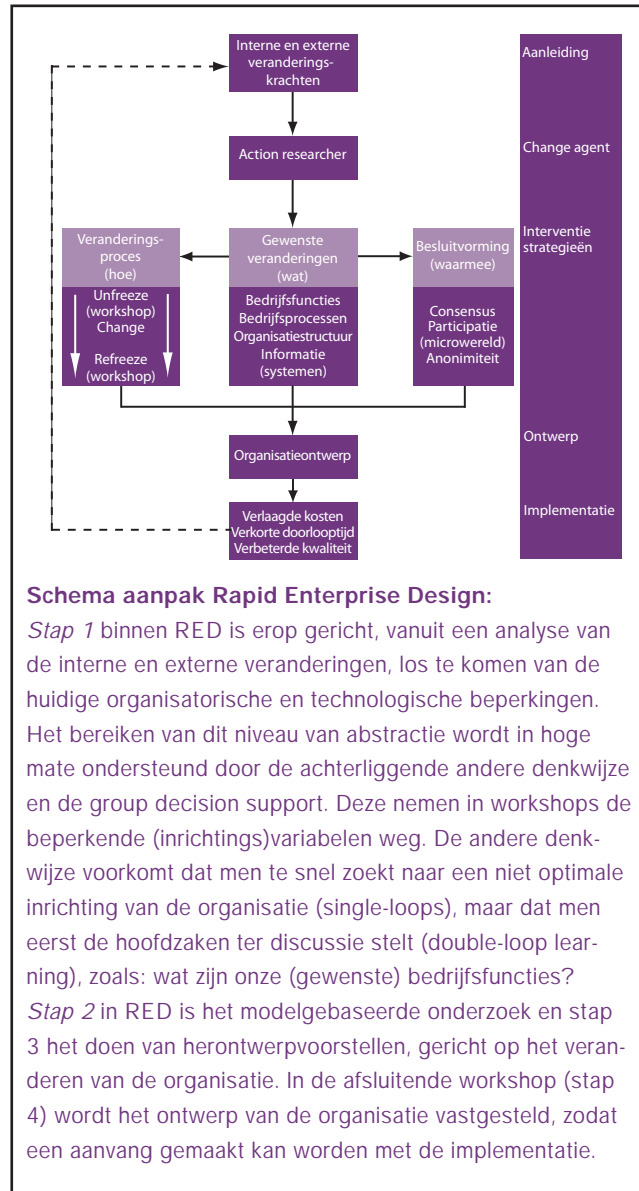 Interne en externe
veranderings-
krachten
Aanleiding
Action researcher
Change agent
Veranderings-
proces
(hoe)
Gewenste
veranderingen
(wat)
Besluitvorming
(waarmee)
Interventie
strategieën
Unfreeze
(workshop)
Change
Refreeze
(workshop)
Bedrijfsfuncties
Bedrijfsprocessen
Organisatiestructuur
Informatie
(systemen)
Consensus
Participatie
(microwereld)
Anonimiteit
Organisatieontwerp
Ontwerp
Verlaagde kosten
Verkorte doorlooptijd
Verbeterde kwaliteit
Implementatie
Schema aanpak Rapid Enterprise Design:
Stap 1 binnen RED is erop gericht, vanuit een analyse van
de interne en externe veranderingen, los te komen van de
huidige organisatorische en technologische beperkingen.
Het bereiken van dit niveau van abstractie wordt in hoge
mate ondersteund door de achterliggende andere denkwijze
en de group decision support. Deze nemen in workshops de
beperkende (inrichtings)variabelen weg. De andere denk-
wijze voorkomt dat men te snel zoekt naar een niet optimale
inrichting van de organisatie (single-loops), maar dat men
eerst de hoofdzaken ter discussie stelt (double-loop lear-
ning), zoals: wat zijn onze (gewenste) bedrijfsfuncties?
Stap 2 in RED is het modelgebaseerde onderzoek en stap
3 het doen van herontwerpvoorstellen, gericht op het veran-
deren van de organisatie. In de afsluitende workshop (stap
4) wordt het ontwerp van de organisatie vastgesteld, zodat
een aanvang gemaakt kan worden met de implementatie.